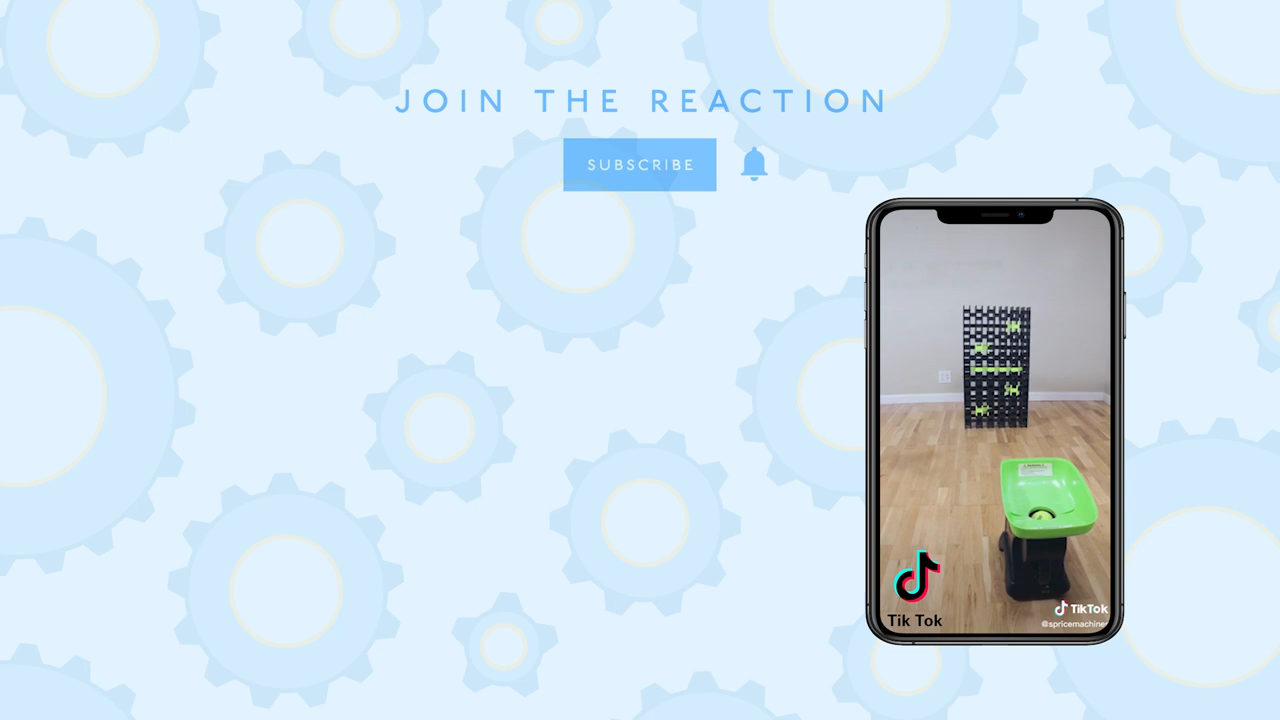 JOIN THE REACTION
SUBSCRIBE
Tik Tok
TikTok
@spricemachines